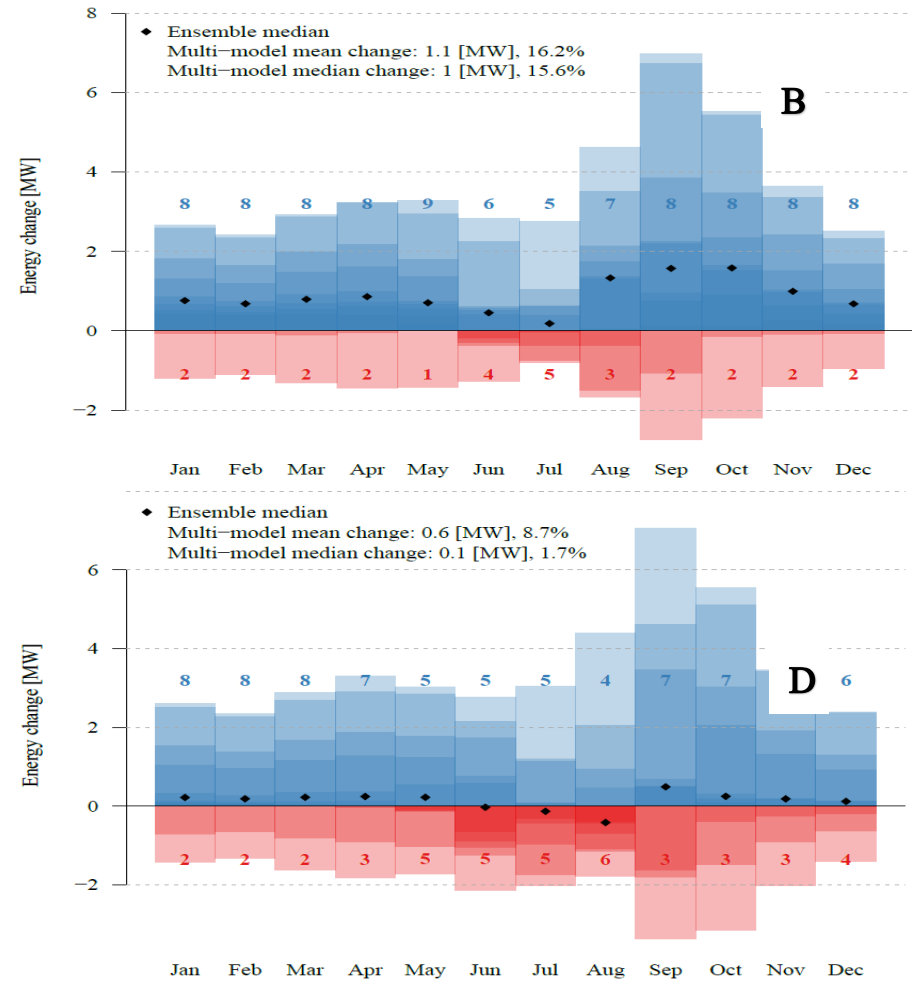 8
Ensemble median
Multi−model mean change: 1.1 [MW], 16.2%
Multi−model median change: 1 [MW], 15.6%
B
6
4
2
0
−2
Energy change [MW]
8 8 8 8 9 6 5 7 8 8 8 8
2 2 2 2 1 4 5 3 2 2 2 2
Jan Feb Mar Apr May Jun Jul Aug Sep Oct Nov Dec
Ensemble median
Multi−model mean change: 0.6 [MW], 8.7%
Multi−model median change: 0.1 [MW], 1.7%
D
6
4
2
0
−2
Energy change [MW]
8 8 8 7 5 5 5 4 7 7 6
2 2 2 3 5 5 5 6 3 3 3 4
Jan Feb Mar Apr May Jun Jul Aug Sep Oct Nov Dec